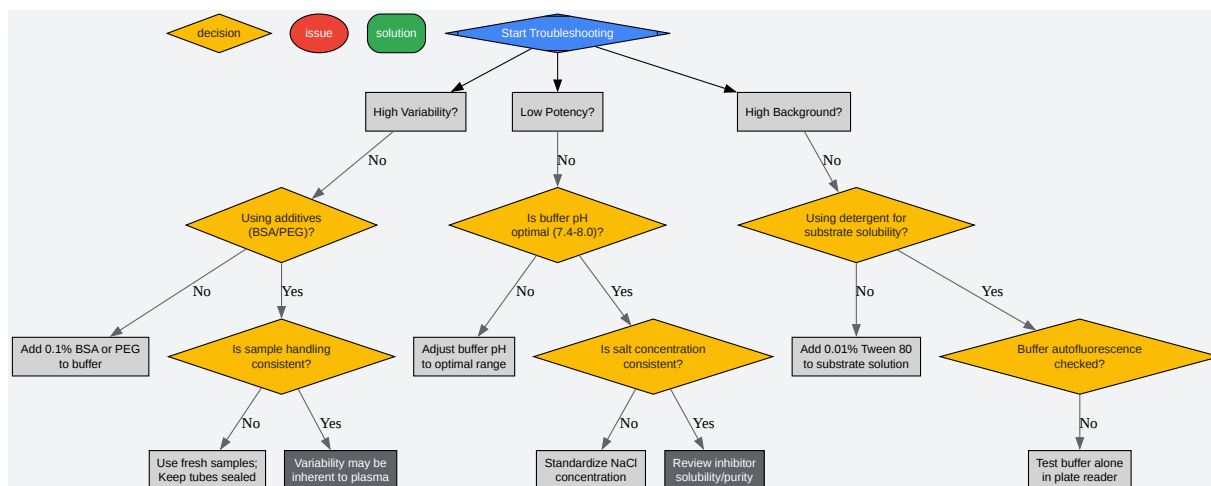 decision
issue
solution
Start Troubleshooting
High Variability?
Low Potency?
High Background?
No
No
No
Using additives
(BSA/PEG)?
Is buffer pH
optimal (7.4-8.0)?
Using detergent for
substrate solubility?
No
Yes
No
Yes
No
Yes
Add 0.1% BSA or PEG
to buffer
Is sample handling
consistent?
Adjust buffer pH
to optimal range
Is salt concentration
consistent?
Add 0.01% Tween 80
to substrate solution
Buffer autofluorescence
checked?
No
Yes
No
Yes
No
Use fresh samples;
Keep tubes sealed
Variability may be
inherent to plasma
Standardize NaCl
concentration
Review inhibitor
solubility/purity
Test buffer alone
in plate reader